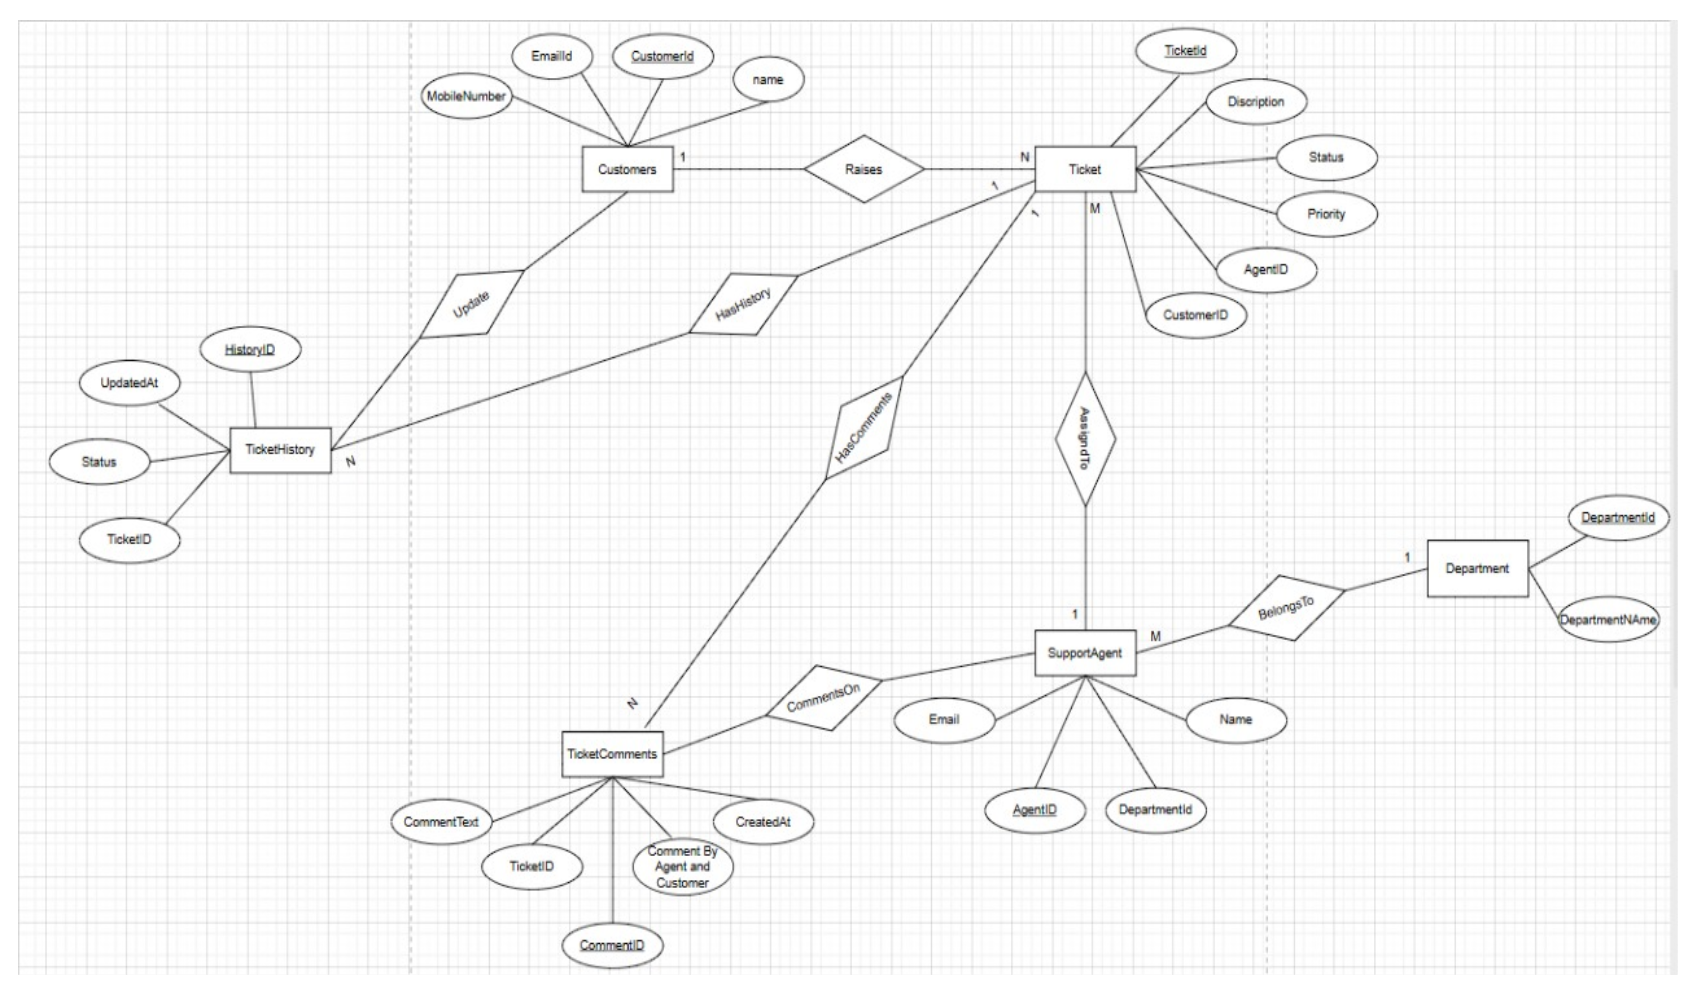 EmailId
CustomerId
name
MobileNumber
TicketId
Discription
Status
Priority
AgentID
CustomerID
Customers
1
Raises
N
Ticket
1
1
M
Update
HasHistory
HistoryID
UpdatedAt
Status
TicketID
TicketHistory
N
HasComments
AssigndTo
DepartmentId
Department
1
DepartmentNAme
BelongsTo
1
M
SupportAgent
CommentsOn
Email
Name
AgentID
DepartmentId
N
TicketComments
CommentText
TicketID
Comment By
Agent and
Customer
CreatedAt
CommentID